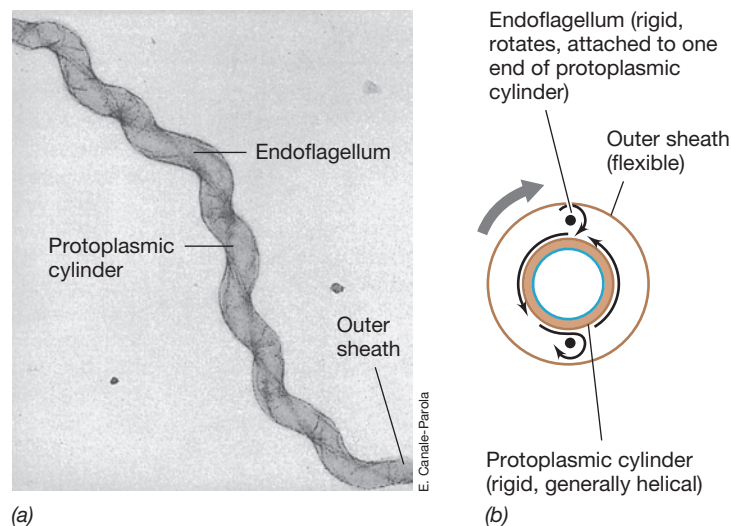 Endoflagellum
Protoplasmic
cylinder
Outer
sheath
E. Canale-Parola
(a)
Endoflagellum (rigid,
rotates, attached to one
end of protoplasmic
cylinder)
Outer sheath
(flexible)
Protoplasmic cylinder
(rigid, generally helical)
(b)